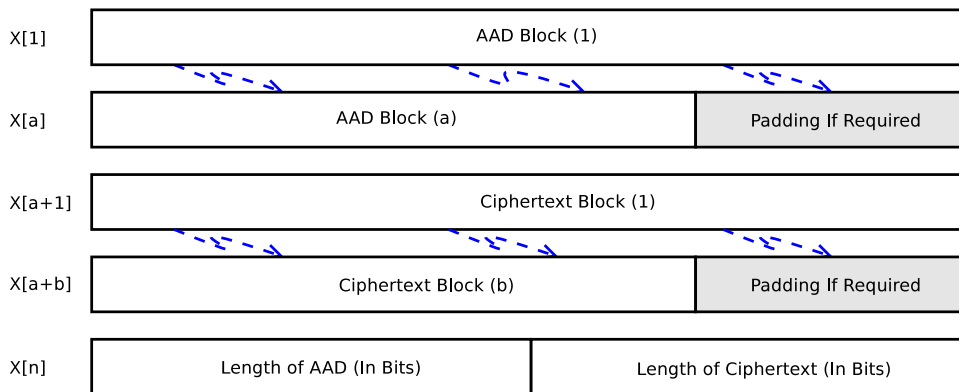 X[1] AAD Block (1)
X[a] AAD Block (a) Padding If Required
X[a+1] Ciphertext Block (1)
X[a+b] Ciphertext Block (b) Padding If Required
X[n] Length of AAD (In Bits) Length of Ciphertext (In Bits)